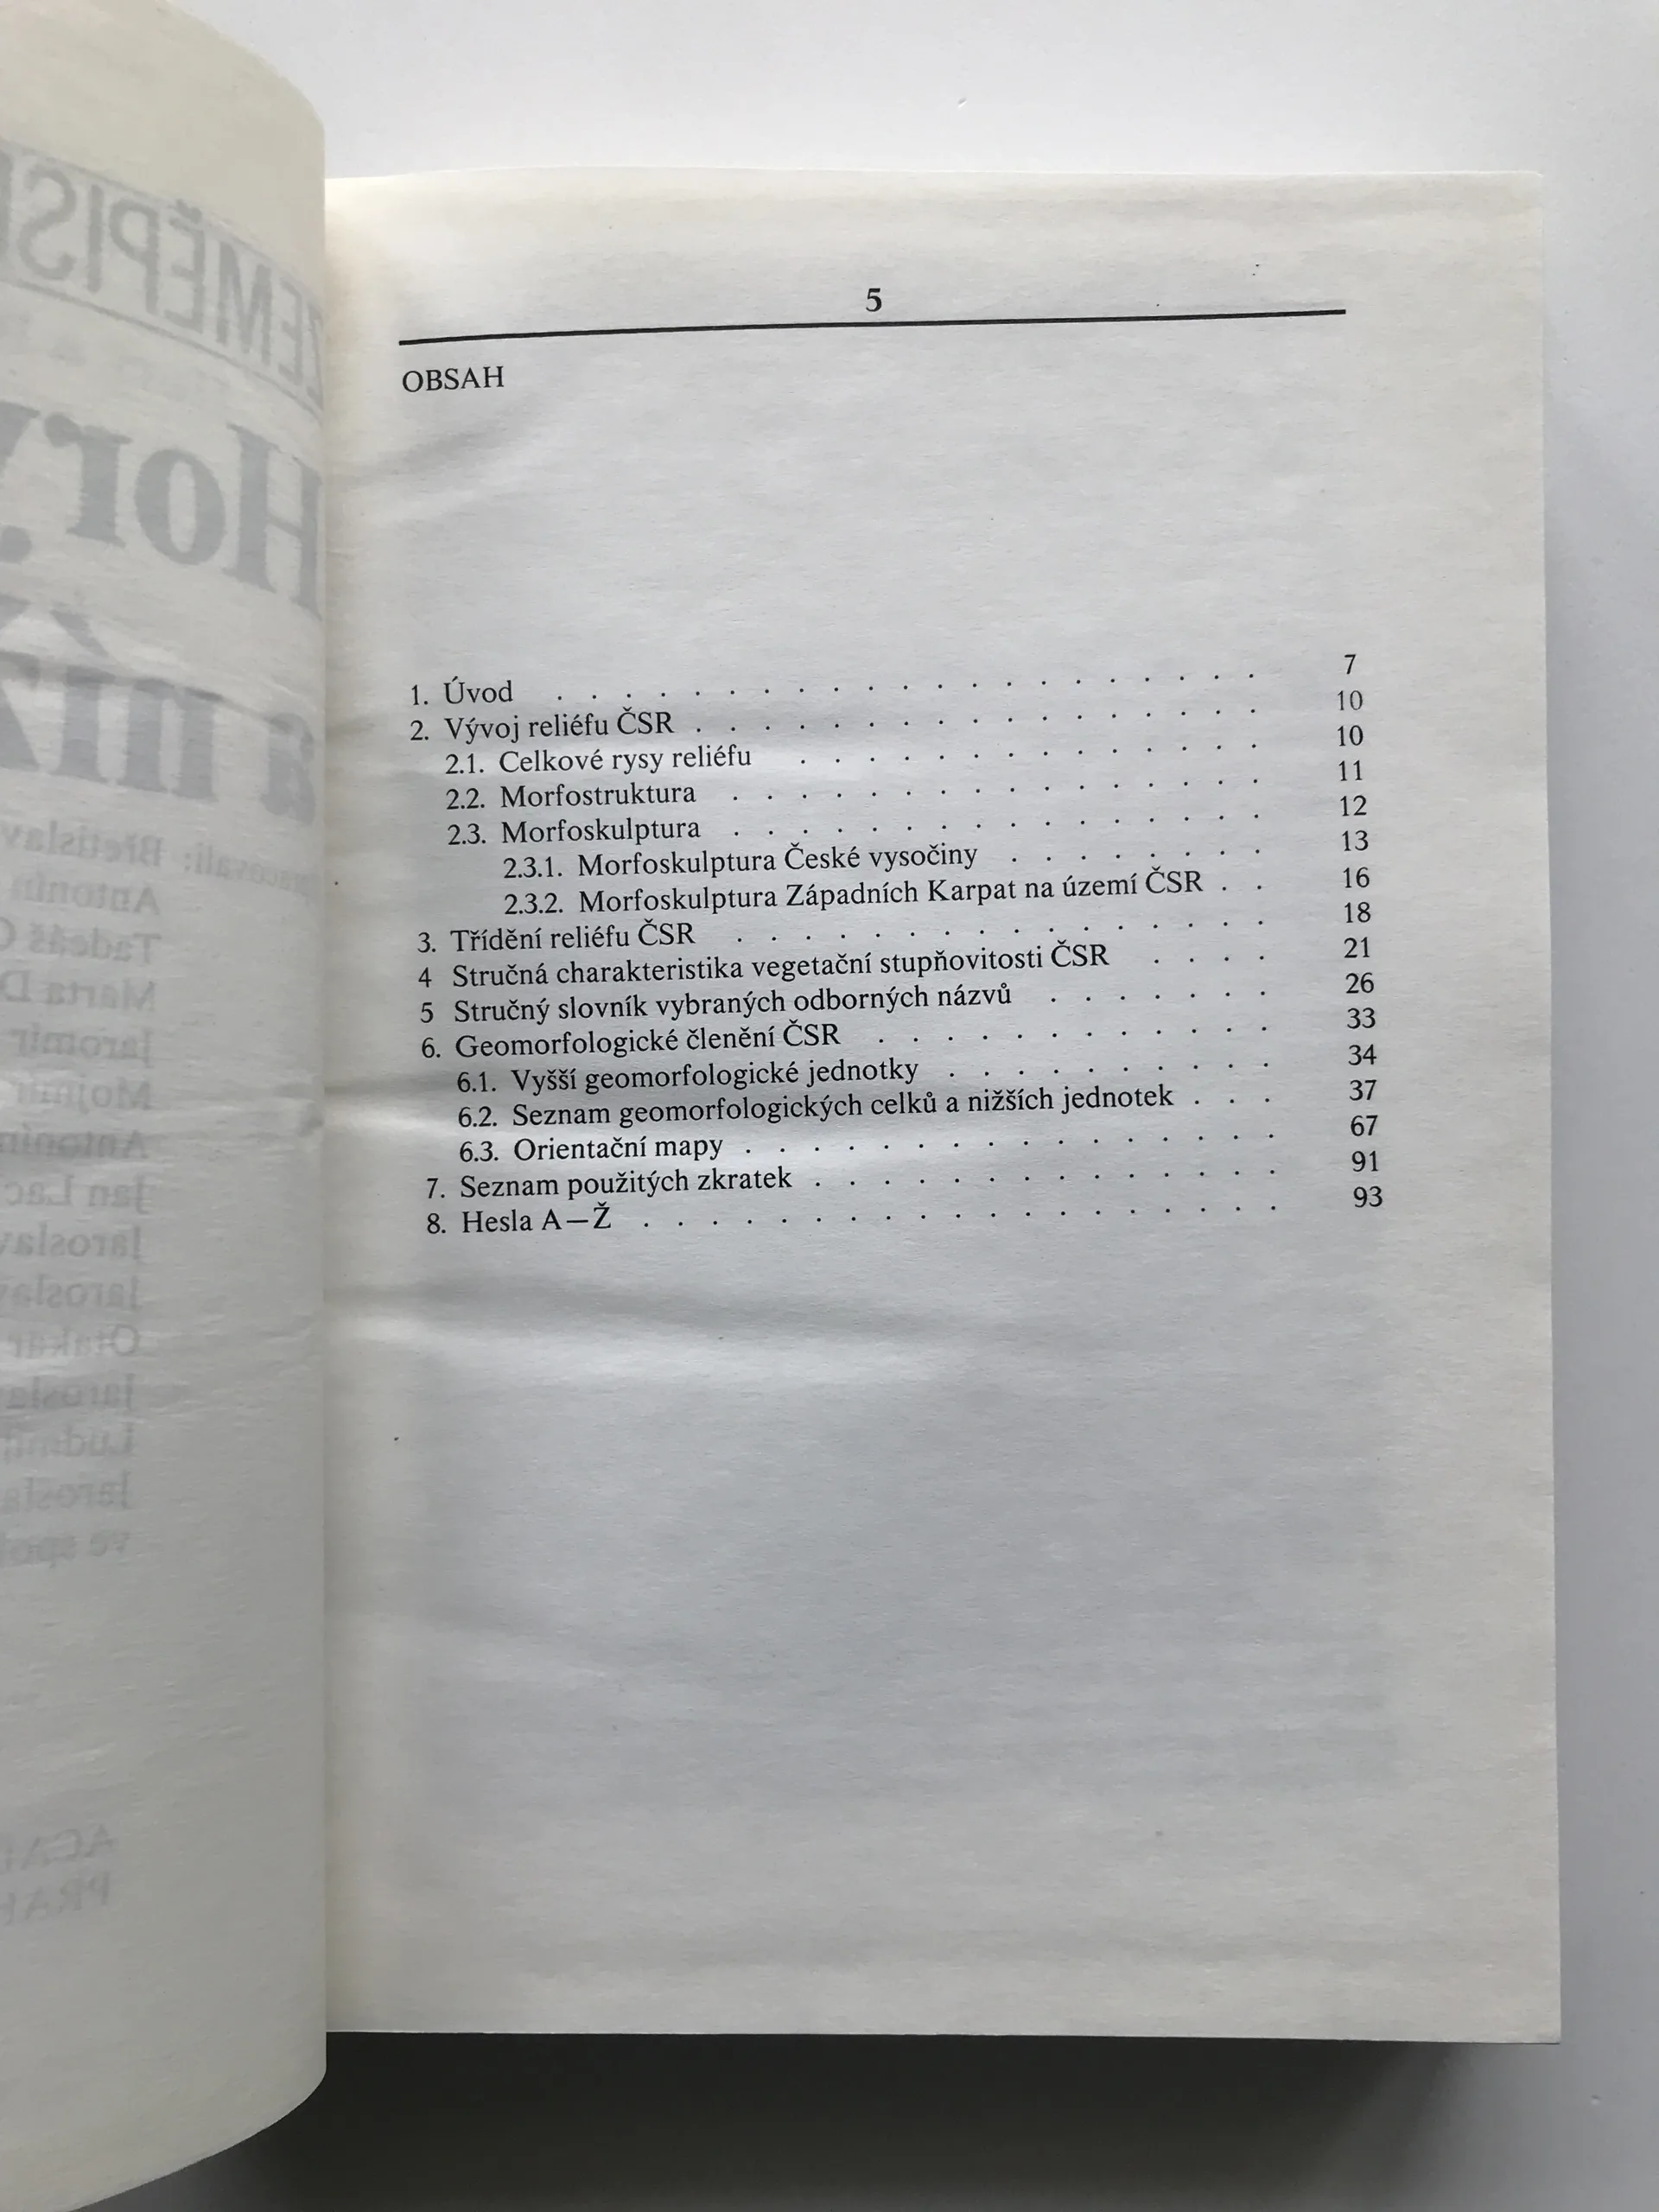 5
OBSAH
1. Úvod . . . . . . . . . . . . . . . . . . . . . 7
2. Vývoj reliéfu ČSR . . . . . . . . . . . . . . . . . 10
2.1. Celkové rysy reliéfu . . . . . . . . . . . . . . 10
2.2. Morfostruktura . . . . . . . . . . . . . . . . 11
2.3. Morfoskulptura . . . . . . . . . . . . . . . . 12
2.3.1. Morfoskulptura České vysočiny . . . . . . . . 13
2.3.2. Morfoskulptura Západních Karpat na území ČSR . . 16
3. Třídění reliéfu ČSR . . . . . . . . . . . . . . . . 18
4 Stručná charakteristika vegetační stupňovitosti ČSR . . . . 21
5 Stručný slovník vybraných odborných názvů . . . . . . . 26
6. Geomorfologické členění ČSR . . . . . . . . . . . . 33
6.1. Vyšší geomorfologické jednotky . . . . . . . . . . 34
6.2. Seznam geomorfologických celků a nižších jednotek . . . 37
6.3. Orientační mapy . . . . . . . . . . . . . . . . 67
7. Seznam použitých zkratek . . . . . . . . . . . . . . 91
8. Hesla A—Ž . . . . . . . . . . . . . . . . . . . 93